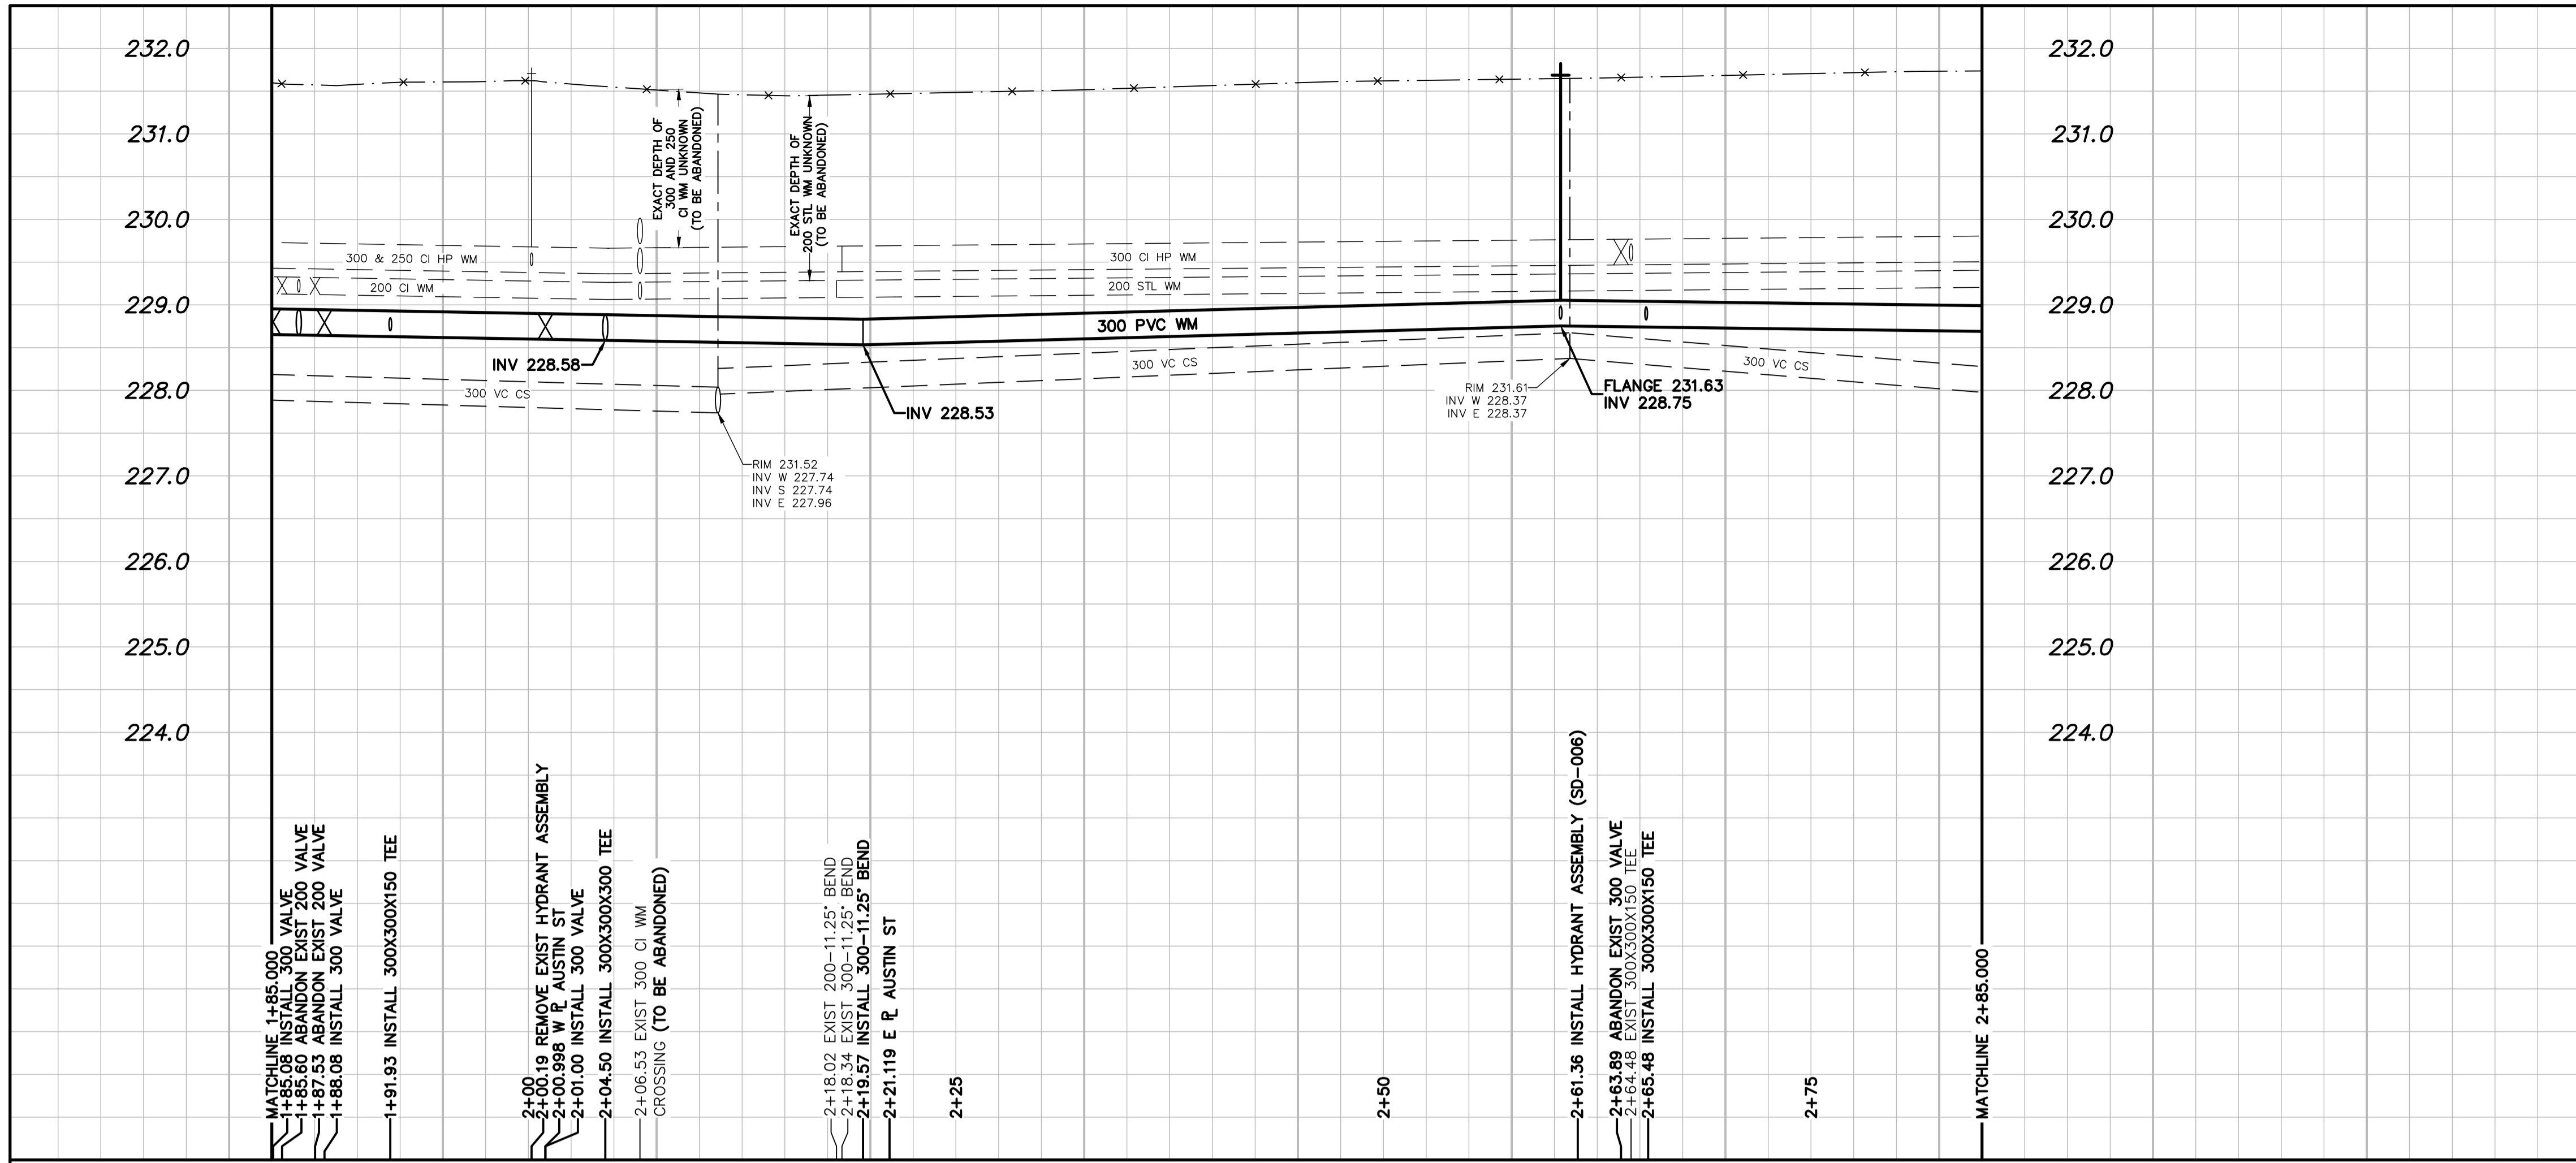 232.0
231.0
230.0
229.0
228.0
227.0
226.0
225.0
224.0
232.0
231.0
230.0
229.0
228.0
227.0
226.0
225.0
224.0
EXACT DEPTH OF
300 AND 250
CI WM UNKNOWN
(TO BE ABANDONED)
EXACT DEPTH OF
200 STL WM UNKNOWN
(TO BE ABANDONED)
300 & 250 CI HP WM
300 CI HP WM
200 CI WM
200 STL WM
300 PVC WM
INV 228.58
300 VC CS
300 VC CS
300 VC CS
INV 228.53
RIM 231.61
INV W 228.37
INV E 228.37
FLANGE 231.63
INV 228.75
RIM 231.52
INV W 227.74
INV S 227.74
INV E 227.96
MATCHLINE 1+85.000
1+85.08 INSTALL 300 VALVE
1+85.60 ABANDON EXIST 200 VALVE
1+87.53 ABANDON EXIST 200 VALVE
1+88.08 INSTALL 300 VALVE
1+91.93 INSTALL 300X300X150 TEE
2+00
2+00.19 REMOVE EXIST HYDRANT ASSEMBLY
2+00.998 W PL AUSTIN ST
2+01.00 INSTALL 300 VALVE
2+04.50 INSTALL 300X300X300 TEE
2+06.53 EXIST 300 CI WM
CROSSING (TO BE ABANDONED)
2+18.02 EXIST 200-11.25° BEND
2+18.34 EXIST 300-11.25° BEND
2+19.57 INSTALL 300-11.25° BEND
2+21.119 E PL AUSTIN ST
2+25
2+50
2+61.36 INSTALL HYDRANT ASSEMBLY (SD-006)
2+63.89 ABANDON EXIST 300 VALVE
2+64.48 EXIST 300X300X150 TEE
2+65.48 INSTALL 300X300X150 TEE
2+75
MATCHLINE 2+85.000